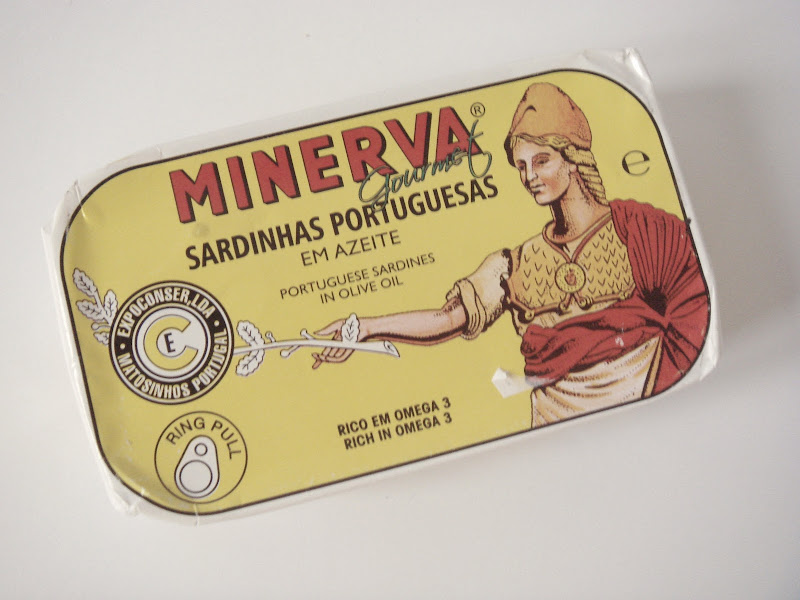 MINERVA®
Gourmet
SARDINHAS PORTUGUESAS
EM AZEITE
PORTUGUESE SARDINES
IN OLIVE OIL
℮
EXPOCONSER, LDA
• MATOSINHOS PORTUGAL •
CE
RICO EM OMEGA 3
RICH IN OMEGA 3
RING PULL